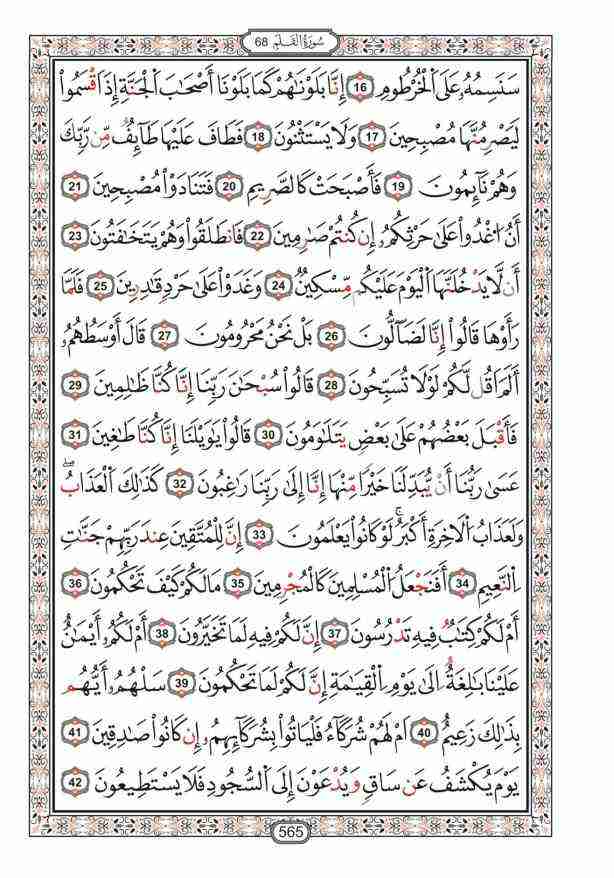 سُورَةُ القَلَمِ 68
سَنَسِمُهُۥ عَلَى ٱلْخُرْطُومِ 16 إِنَّا بَلَوْنَٰهُمْ كَمَا بَلَوْنَآ أَصْحَٰبَ ٱلْجَنَّةِ إِذْ أَقْسَمُوا۟
لَيَصْرِمُنَّهَا مُصْبِحِينَ 17 وَلَا يَسْتَثْنُونَ 18 فَطَافَ عَلَيْهَا طَآئِفٌ مِّن رَّبِّكَ
وَهُمْ نَآئِمُونَ 19 فَأَصْبَحَتْ كَٱلصَّرِيمِ 20 فَتَنَادَوْا۟ مُصْبِحِينَ 21
أَنِ ٱغْدُوا۟ عَلَىٰ حَرْثِكُمْ إِن كُنتُمْ صَٰرِمِينَ 22 فَٱنطَلَقُوا۟ وَهُمْ يَتَخَٰفَتُونَ 23
أَن لَّا يَدْخُلَنَّهَا ٱلْيَوْمَ عَلَيْكُم مِّسْكِينٌ 24 وَغَدَوْا۟ عَلَىٰ حَرْدٍ قَٰدِرِينَ 25 فَلَمَّا
رَأَوْهَا قَالُوٓا۟ إِنَّا لَضَآلُّونَ 26 بَلْ نَحْنُ مَحْرُومُونَ 27 قَالَ أَوْسَطُهُمْ
أَلَمْ أَقُل لَّكُمْ لَوْلَا تُسَبِّحُونَ 28 قَالُوا۟ سُبْحَٰنَ رَبِّنَآ إِنَّا كُنَّا ظَٰلِمِينَ 29
فَأَقْبَلَ بَعْضُهُمْ عَلَىٰ بَعْضٍ يَتَلَٰوَمُونَ 30 قَالُوا۟ يَٰوَيْلَنَآ إِنَّا كُنَّا طَٰغِينَ 31
عَسَىٰ رَبُّنَآ أَن يُبْدِلَنَا خَيْرًا مِّنْهَآ إِنَّآ إِلَىٰ رَبِّنَا رَٰغِبُونَ 32 كَذَٰلِكَ ٱلْعَذَابُ ۖ
وَلَعَذَابُ ٱلْءَاخِرَةِ أَكْبَرُ ۚ لَوْ كَانُوا۟ يَعْلَمُونَ 33 إِنَّ لِلْمُتَّقِينَ عِندَ رَبِّهِمْ جَنَّٰتِ
ٱلنَّعِيمِ 34 أَفَنَجْعَلُ ٱلْمُسْلِمِينَ كَٱلْمُجْرِمِينَ 35 مَا لَكُمْ كَيْفَ تَحْكُمُونَ 36
أَمْ لَكُمْ كِتَٰبٌ فِيهِ تَدْرُسُونَ 37 إِنَّ لَكُمْ فِيهِ لَمَا تَخَيَّرُونَ 38 أَمْ لَكُمْ أَيْمَٰنٌ
عَلَيْنَا بَٰلِغَةٌ إِلَىٰ يَوْمِ ٱلْقِيَٰمَةِ إِنَّ لَكُمْ لَمَا تَحْكُمُونَ 39 سَلْهُمْ أَيُّهُم
بِذَٰلِكَ زَعِيمٌ 40 أَمْ لَهُمْ شُرَكَآءُ فَلْيَأْتُوا۟ بِشُرَكَآئِهِمْ إِن كَانُوا۟ صَٰدِقِينَ 41
يَوْمَ يُكْشَفُ عَن سَاقٍ وَيُدْعَوْنَ إِلَى ٱلسُّجُودِ فَلَا يَسْتَطِيعُونَ 42
565